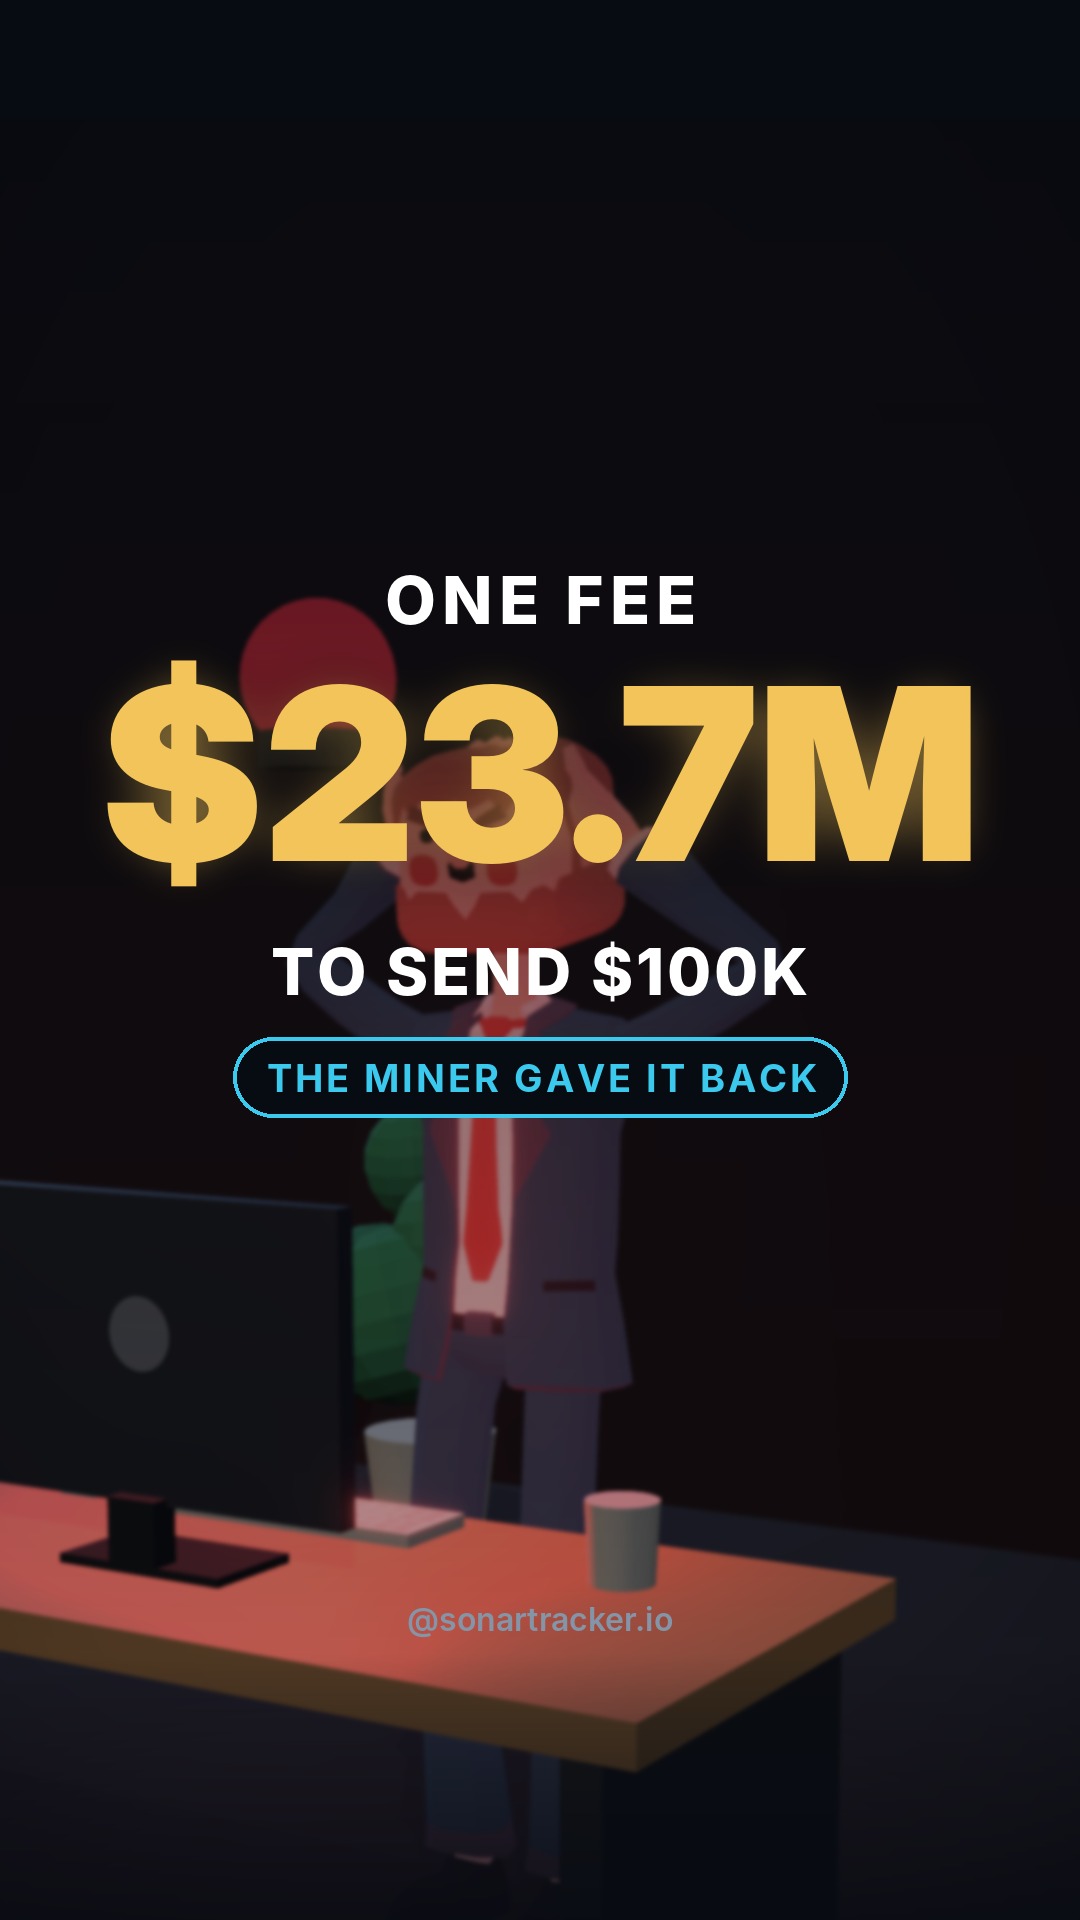 ONE FEE
$23.7M
TO SEND $100K
THE MINER GAVE IT BACK
@sonartracker.io